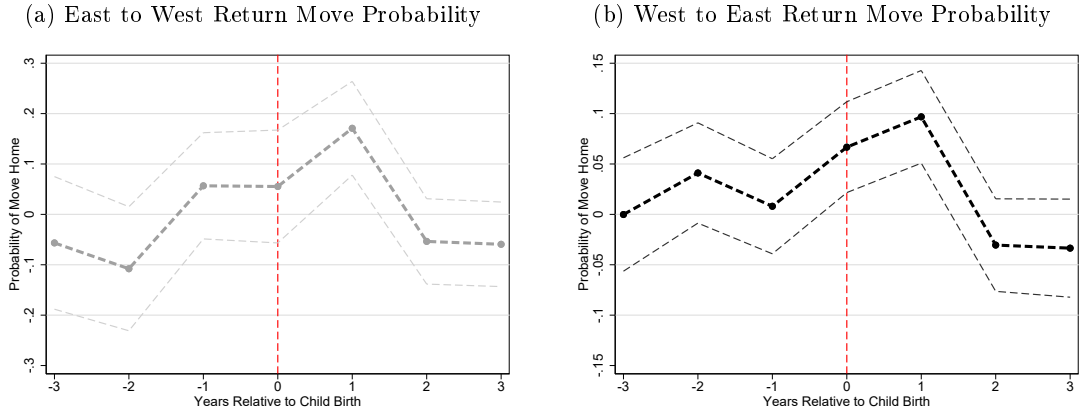 (a) East to West Return Move Probability
Probability of Move Home
.3
.2
.1
0
-.1
-.2
-.3
-3 -2 -1 0 1 2 3
Years Relative to Child Birth
(b) West to East Return Move Probability
Probability of Move Home
.15
.1
.05
0
-.05
-.1
-.15
-3 -2 -1 0 1 2 3
Years Relative to Child Birth